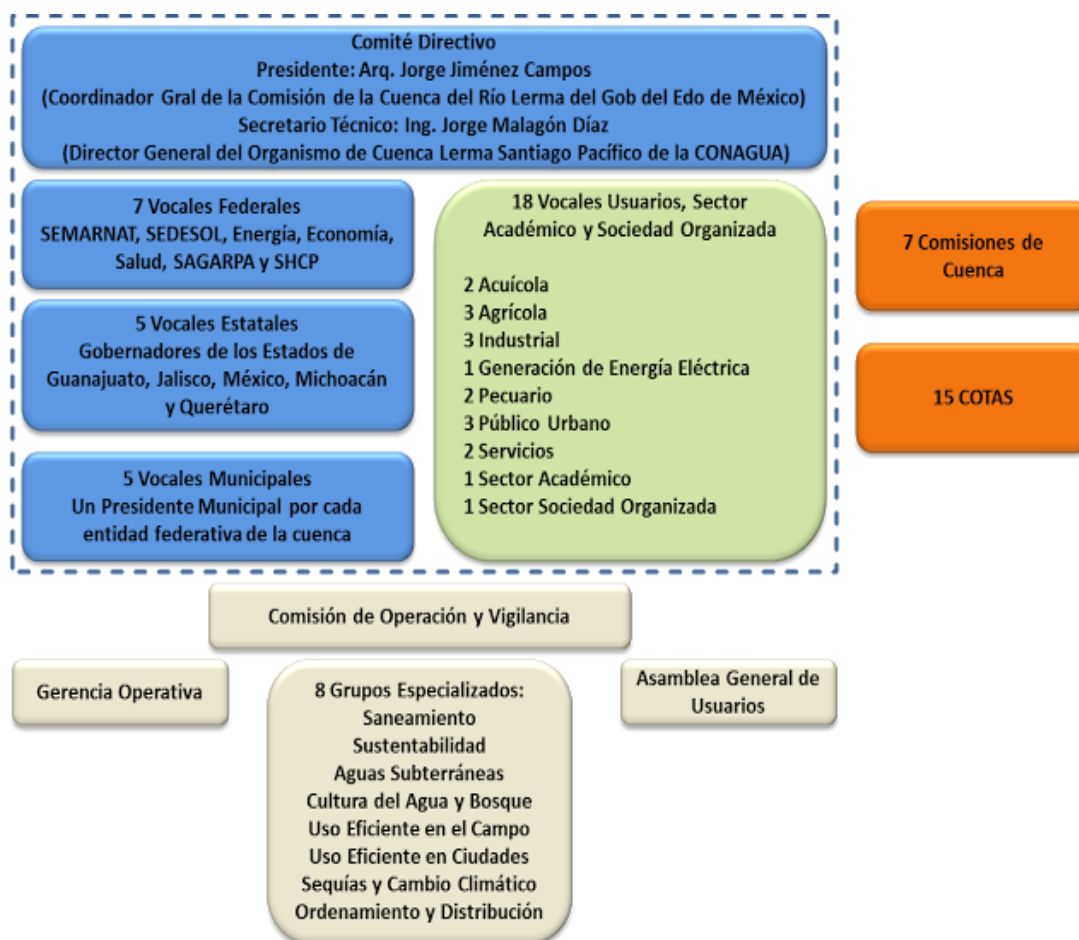 Comité Directivo
Presidente: Arq. Jorge Jiménez Campos
(Coordinador Gral de la Comisión de la Cuenca del Río Lerma del Gob del Edo de México)
Secretario Técnico: Ing. Jorge Malagón Díaz
(Director General del Organismo de Cuenca Lerma Santiago Pacífico de la CONAGUA)
7 Vocales Federales
SEMARNAT, SEDESOL, Energía, Economía,
Salud, SAGARPA y SHCP
5 Vocales Estatales
Gobernadores de los Estados de
Guanajuato, Jalisco, México, Michoacán
y Querétaro
5 Vocales Municipales
Un Presidente Municipal por cada
entidad federativa de la cuenca
18 Vocales Usuarios, Sector
Académico y Sociedad Organizada
2 Acuícola
3 Agrícola
3 Industrial
1 Generación de Energía Eléctrica
2 Pecuario
3 Público Urbano
2 Servicios
1 Sector Académico
1 Sector Sociedad Organizada
7 Comisiones de
Cuenca
15 COTAS
Comisión de Operación y Vigilancia
Gerencia Operativa
8 Grupos Especializados:
Saneamiento
Sustentabilidad
Aguas Subterráneas
Cultura del Agua y Bosque
Uso Eficiente en el Campo
Uso Eficiente en Ciudades
Sequías y Cambio Climático
Ordenamiento y Distribución
Asamblea General de
Usuarios